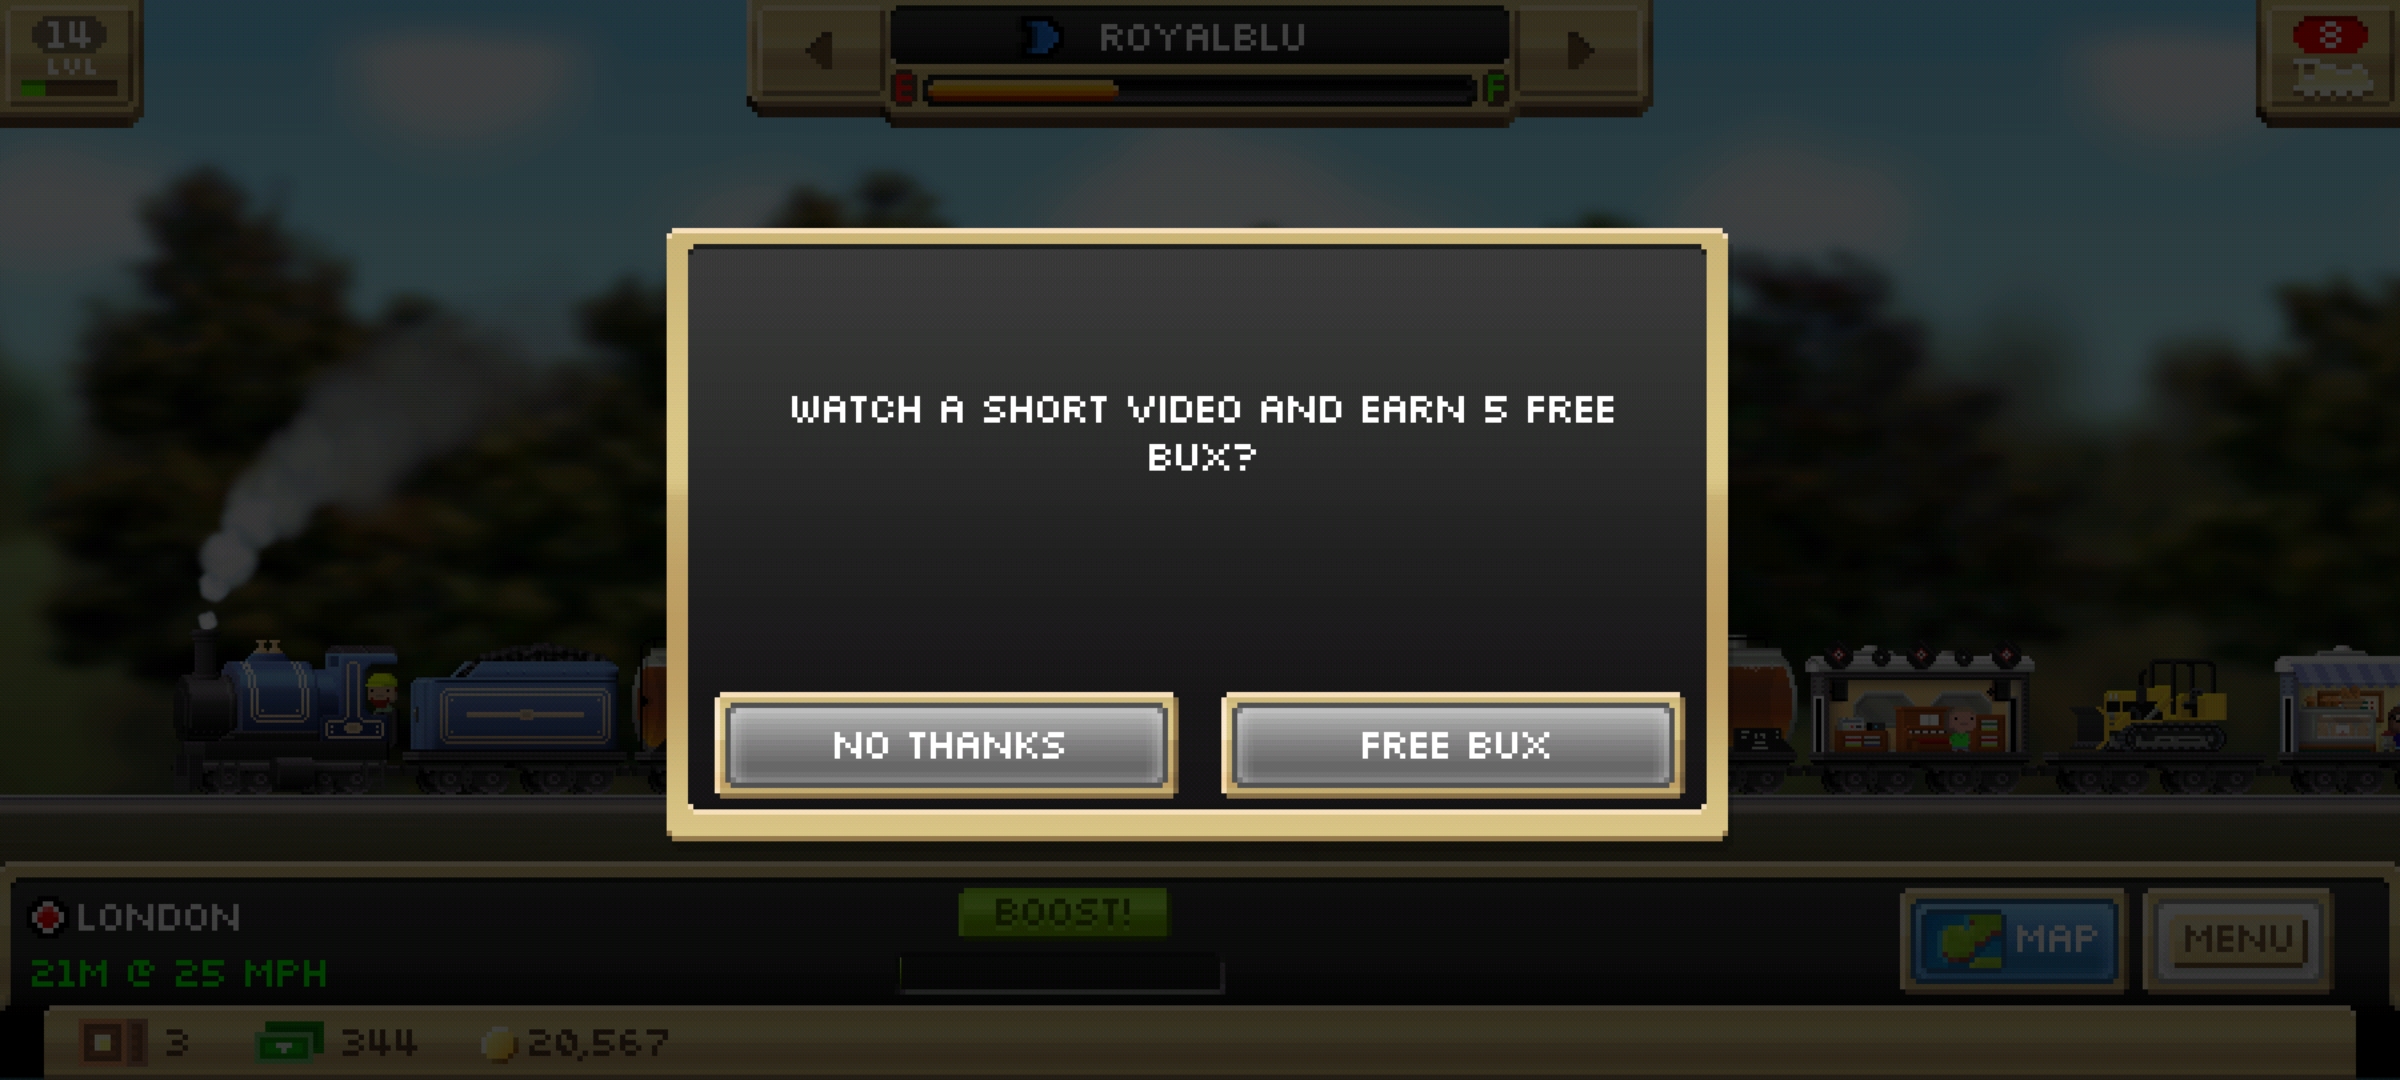 14
LVL
ROYALBLU
E
F
8
WATCH A SHORT VIDEO AND EARN 5 FREE
BUX?
NO THANKS
FREE BUX
LONDON
21M @ 25 MPH
BOOST!
MAP
MENU
3
344
20,567